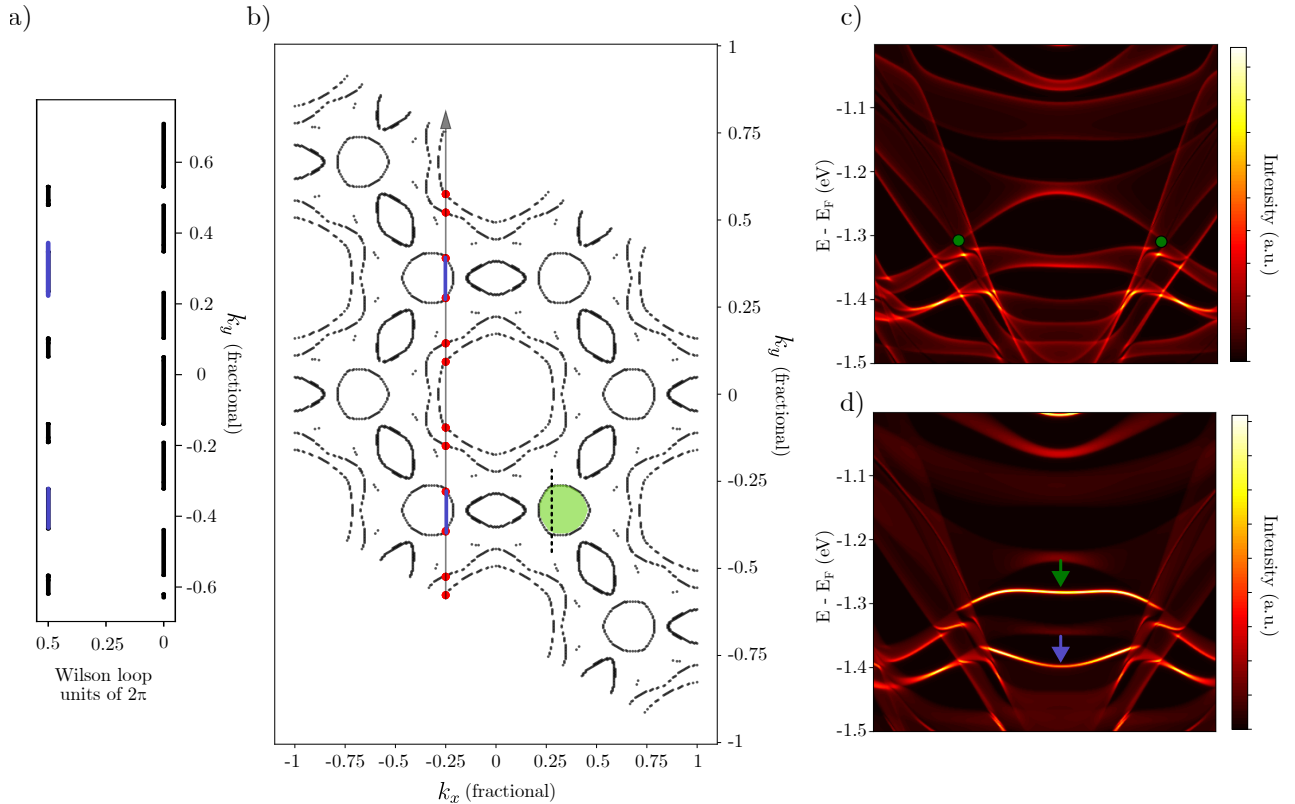 a)
0.6
0.4
0.2
0
-0.2
-0.4
-0.6
k_y (fractional)
0.5
0.25
0
Wilson loop
units of 2π
b)
1
0.75
0.5
0.25
0
-0.25
-0.5
-0.75
-1
k_y (fractional)
-1
-0.75
-0.5
-0.25
0
0.25
0.5
0.75
1
k_x (fractional)
c)
-1.1
-1.2
-1.3
-1.4
-1.5
E - E_F (eV)
Intensity (a.u.)
d)
-1.1
-1.2
-1.3
-1.4
-1.5
E - E_F (eV)
Intensity (a.u.)